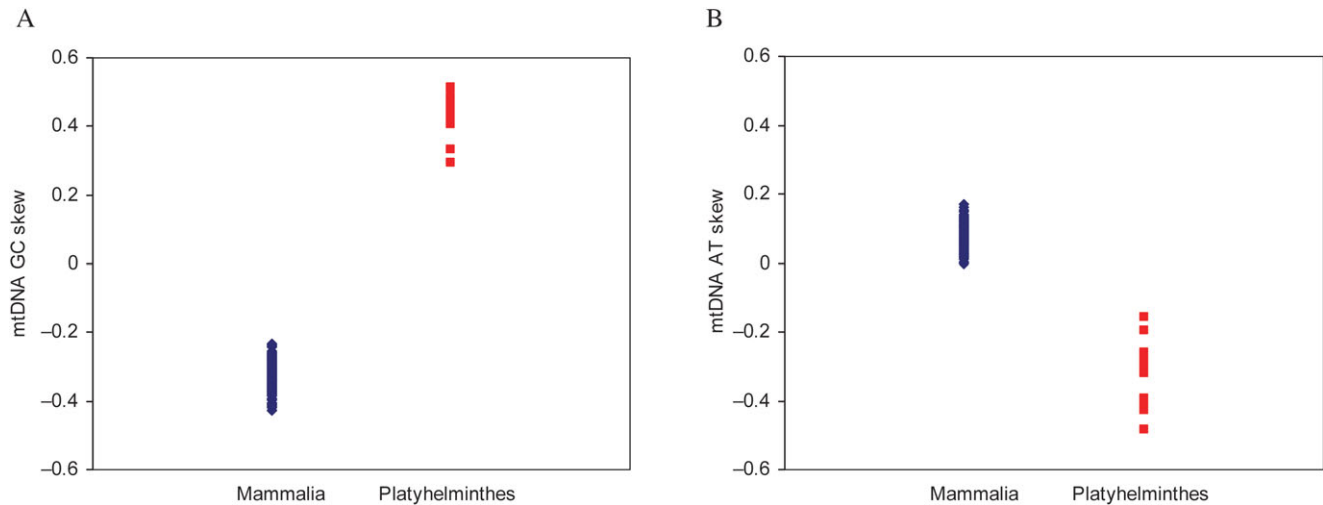 A
mtDNA GC skew
0.6
0.4
0.2
0
–0.2
–0.4
–0.6
Mammalia Platyhelminthes
B
mtDNA AT skew
0.6
0.4
0.2
0
–0.2
–0.4
–0.6
Mammalia Platyhelminthes